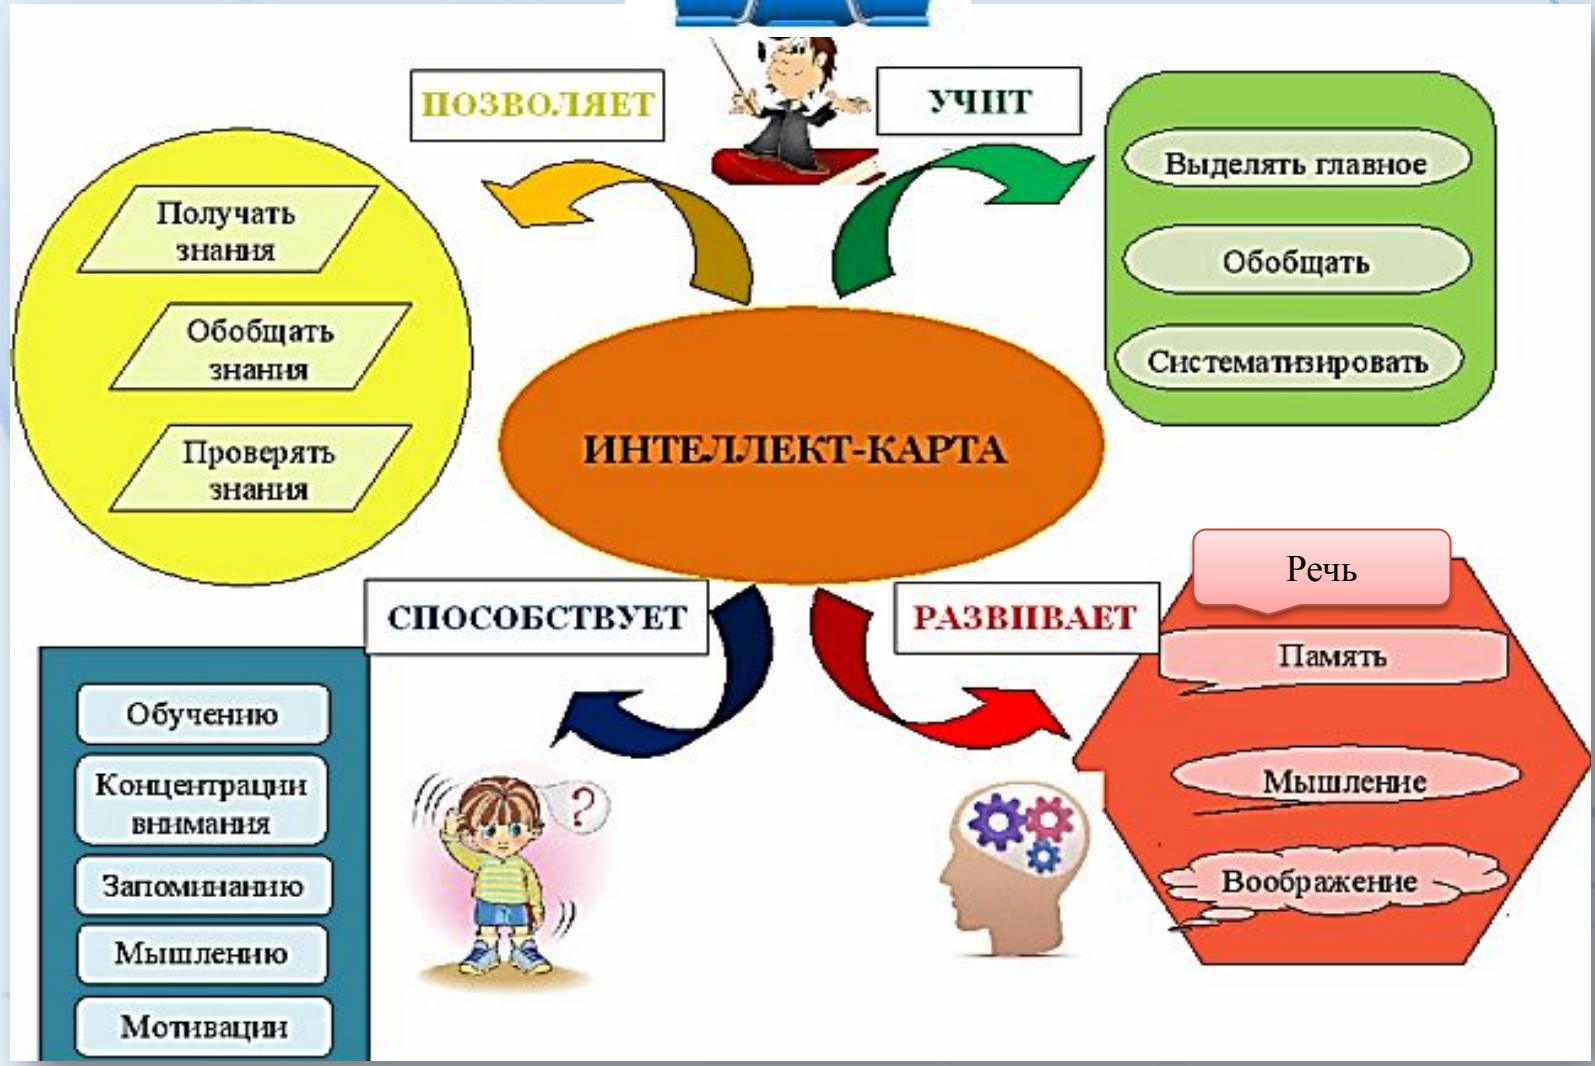 ПОЗВОЛЯЕТ
УЧИТ
Получать
знания
Обобщать
знания
Проверять
знания
Выделять главное
Обобщать
Систематизировать
ИНТЕЛЛЕКТ-КАРТА
СПОСОБСТВУЕТ
РАЗВИВАЕТ
Обучению
Концентрации
внимания
Запоминанию
Мышлению
Мотивации
?
Речь
Память
Мышление
Воображение